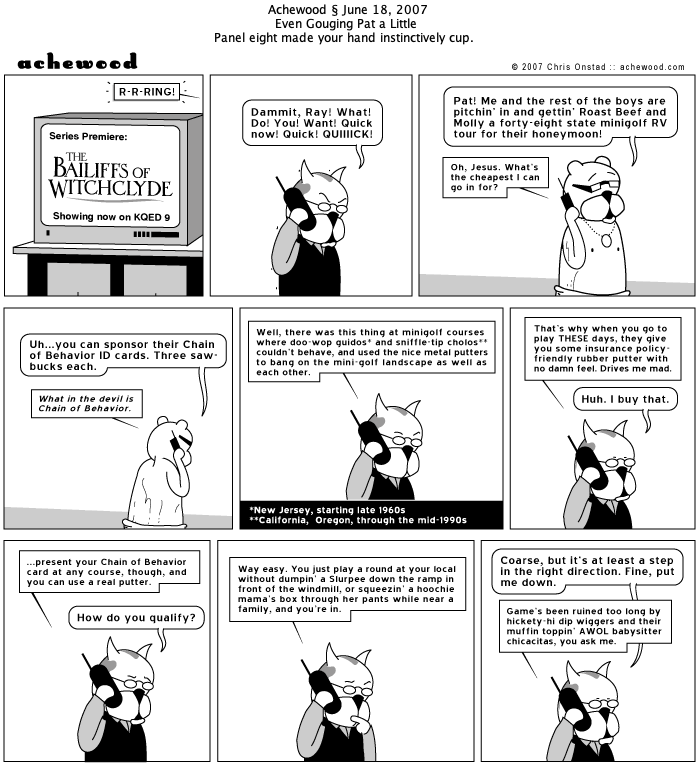 Achewood § June 18, 2007
Even Gouging Pat a Little
Panel eight made your hand instinctively cup.
achewood
© 2007 Chris Onstad :: achewood.com
R-R-RING!
Series Premiere:
THE
BAILIFFS OF
WITCHCLYDE
Showing now on KQED 9
Dammit, Ray! What!
Do! You! Want! Quick
now! Quick! QUIIIICK!
Pat! Me and the rest of the boys are
pitchin' in and gettin' Roast Beef and
Molly a forty-eight state minigolf RV
tour for their honeymoon!
Oh, Jesus. What's
the cheapest I can
go in for?
Uh...you can sponsor their Chain
of Behavior ID cards. Three saw-
bucks each.
What in the devil is
Chain of Behavior.
Well, there was this thing at minigolf courses
where doo-wop guidos* and sniffle-tip cholos**
couldn't behave, and used the nice metal putters
to bang on the mini-golf landscape as well as
each other.
*New Jersey, starting late 1960s
**California, Oregon, through the mid-1990s
That's why when you go to
play THESE days, they give
you some insurance policy-
friendly rubber putter with
no damn feel. Drives me mad.
Huh. I buy that.
...present your Chain of Behavior
card at any course, though, and
you can use a real putter.
How do you qualify?
Way easy. You just play a round at your local
without dumpin' a Slurpee down the ramp in
front of the windmill, or squeezin' a hoochie
mama's box through her pants while near a
family, and you're in.
Coarse, but it's at least a step
in the right direction. Fine, put
me down.
Game's been ruined too long by
hickety-hi dip wiggers and their
muffin toppin' AWOL babysitter
chicacitas, you ask me.